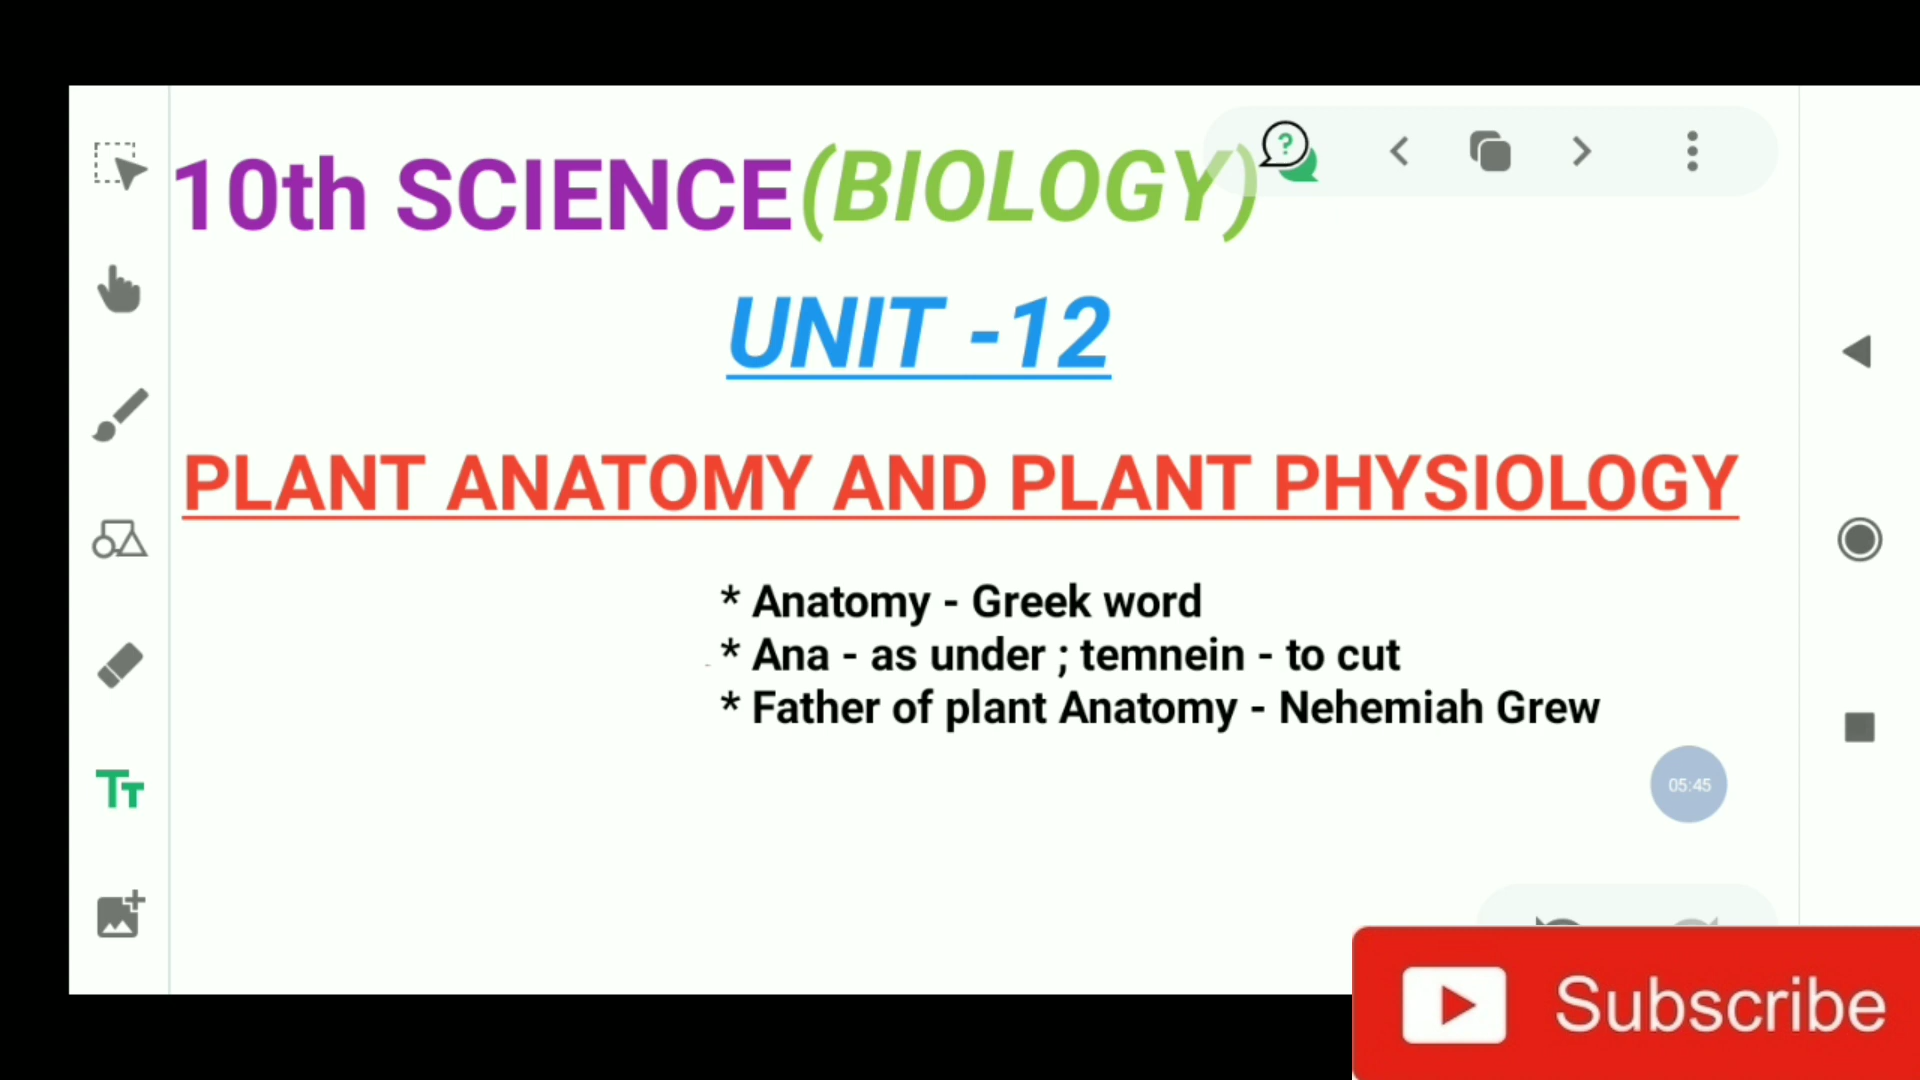 10th SCIENCE(BIOLOGY)
UNIT -12
PLANT ANATOMY AND PLANT PHYSIOLOGY
* Anatomy - Greek word
* Ana - as under ; temnein - to cut
* Father of plant Anatomy - Nehemiah Grew
Tт
05:45
Subscribe